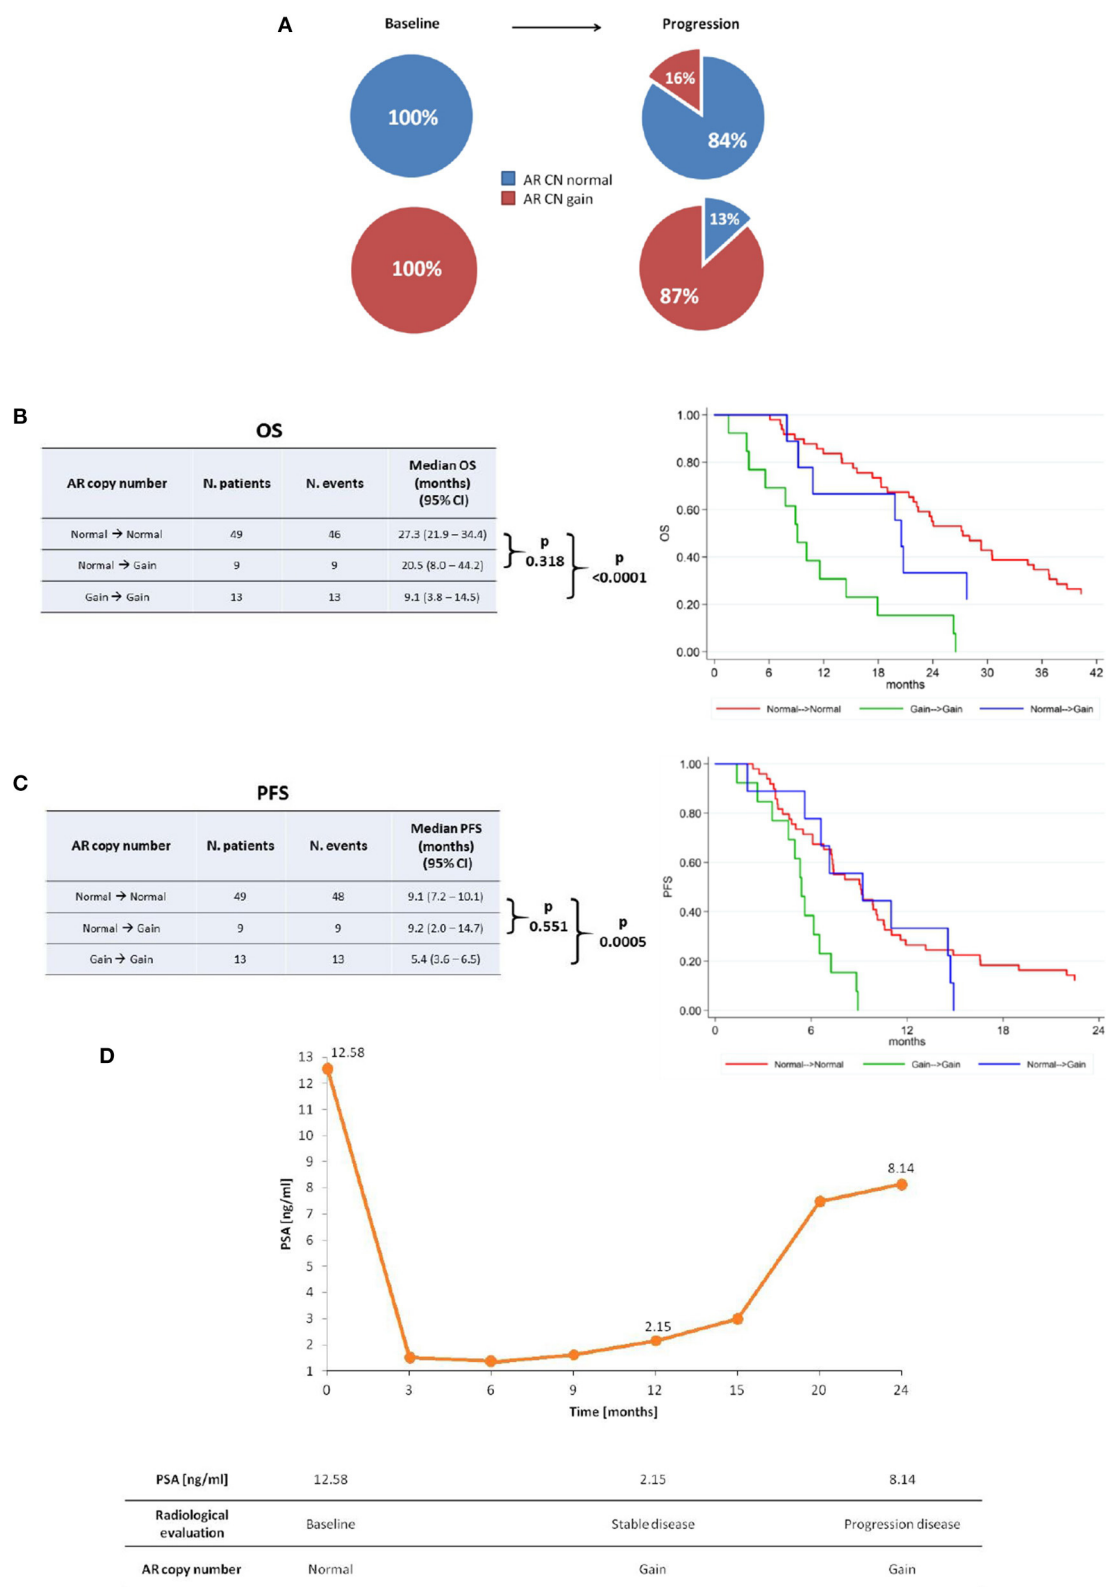 A
Baseline
Progression
100%
16%
84%
AR CN normal
AR CN gain
100%
13%
87%
B
OS
AR copy number N. patients N. events Median OS (months) (95% CI)
Normal → Normal 49 46 27.3 (21.9 – 34.4)
Normal → Gain 9 9 20.5 (8.0 – 44.2)
Gain → Gain 13 13 9.1 (3.8 – 14.5)
p
0.318
p
<0.0001
1.00
0.80
0.60
0.40
0.20
0.00
OS
0 6 12 18 24 30 36 42
months
Normal-->Normal Gain-->Gain Normal-->Gain
C
PFS
AR copy number N. patients N. events Median PFS (months) (95% CI)
Normal → Normal 49 48 9.1 (7.2 – 10.1)
Normal → Gain 9 9 9.2 (2.0 – 14.7)
Gain → Gain 13 13 5.4 (3.6 – 6.5)
p
0.551
p
0.0005
1.00
0.80
0.60
0.40
0.20
0.00
PFS
0 6 12 18 24
months
Normal-->Normal Gain-->Gain Normal-->Gain
D
13
12
11
10
9
8
7
6
5
4
3
2
1
PSA [ng/ml]
12.58
2.15
8.14
0 3 6 9 12 15 20 24
Time [months]
PSA [ng/ml] 12.58 2.15 8.14
Radiological evaluation Baseline Stable disease Progression disease
AR copy number Normal Gain Gain